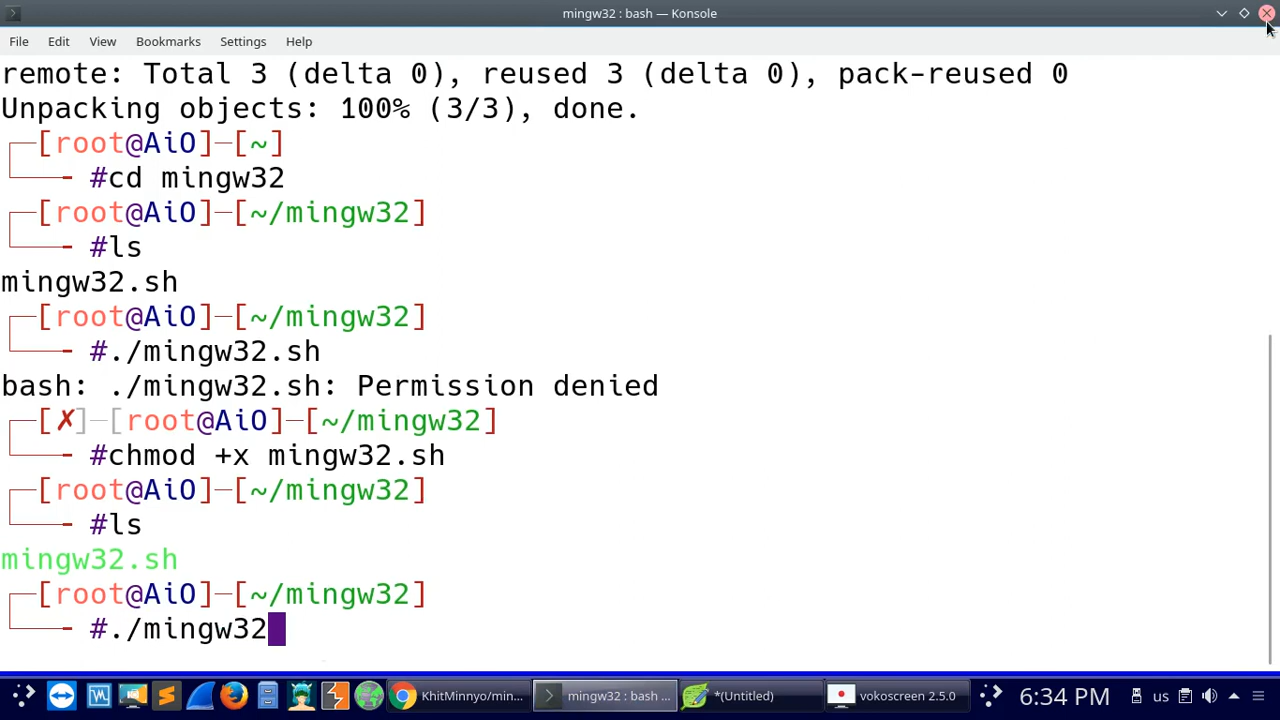 mingw32 : bash — Konsole
File Edit View Bookmarks Settings Help
remote: Total 3 (delta 0), reused 3 (delta 0), pack-reused 0
Unpacking objects: 100% (3/3), done.
[root@AiO]─[~]
#cd mingw32
[root@AiO]─[~/mingw32]
#ls
mingw32.sh
[root@AiO]─[~/mingw32]
#./mingw32.sh
bash: ./mingw32.sh: Permission denied
[✗]─[root@AiO]─[~/mingw32]
#chmod +x mingw32.sh
[root@AiO]─[~/mingw32]
#ls
mingw32.sh
[root@AiO]─[~/mingw32]
#./mingw32
KhitMinnyo/min... mingw32 : bash ... *(Untitled) vokoscreen 2.5.0 6:34 PM us